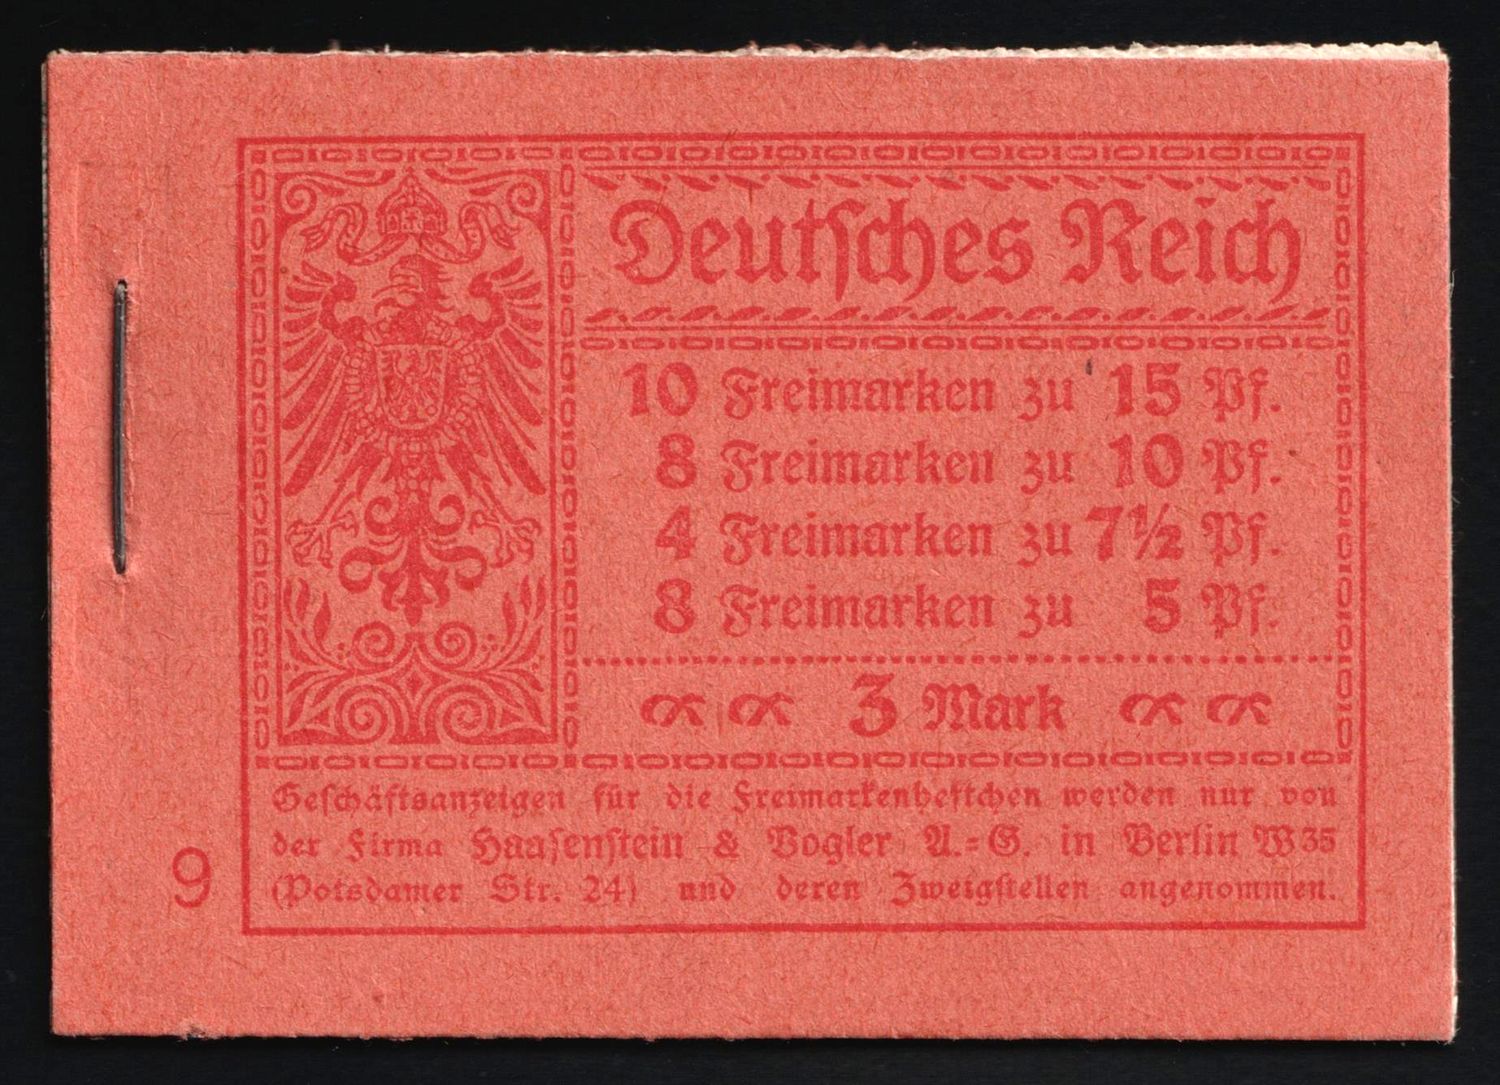 Deutsches Reich
10 Freimarken zu 15 Pf.
8 Freimarken zu 10 Pf.
4 Freimarken zu 7½ Pf.
8 Freimarken zu 5 Pf.
3 Mark
Geschäftsanzeigen für die Freimarkenheftchen werden nur von
der Firma Haasenstein & Vogler A.=G. in Berlin W35
(Potsdamer Str. 24) und deren Zweigstellen angenommen.
9